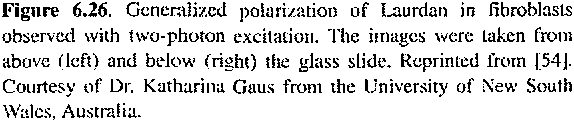 Figure 6.26. Generalized polarization of Laurdan in fibroblasts
observed with two-photon excitation. The images were taken from
above (left) and below (right) the glass slide. Reprinted from [54].
Courtesy of Dr. Katharina Gaus from the University of New South
Wales, Australia.